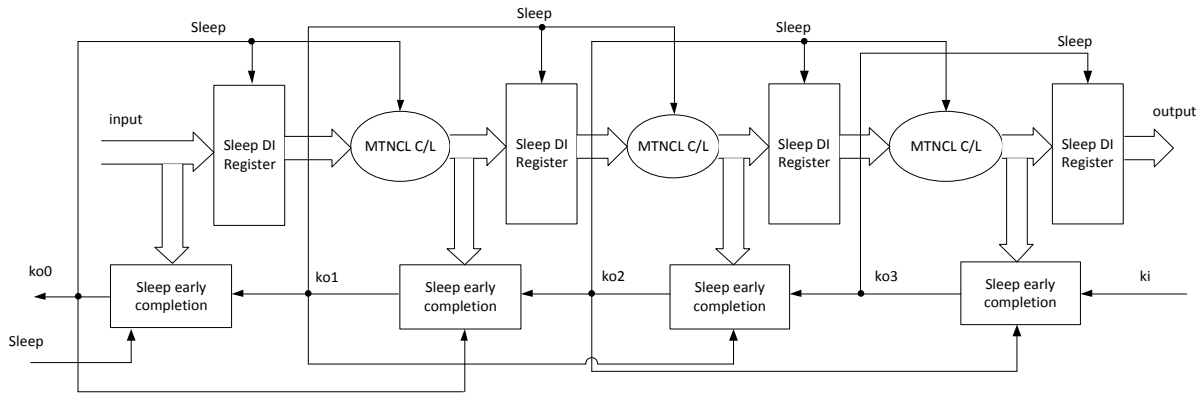 Sleep
Sleep
Sleep
Sleep
input
Sleep DI
Register
MTNCL C/L
Sleep DI
Register
MTNCL C/L
Sleep DI
Register
MTNCL C/L
Sleep DI
Register
output
ko0
Sleep early
completion
ko1
Sleep early
completion
ko2
Sleep early
completion
ko3
Sleep early
completion
ki
Sleep